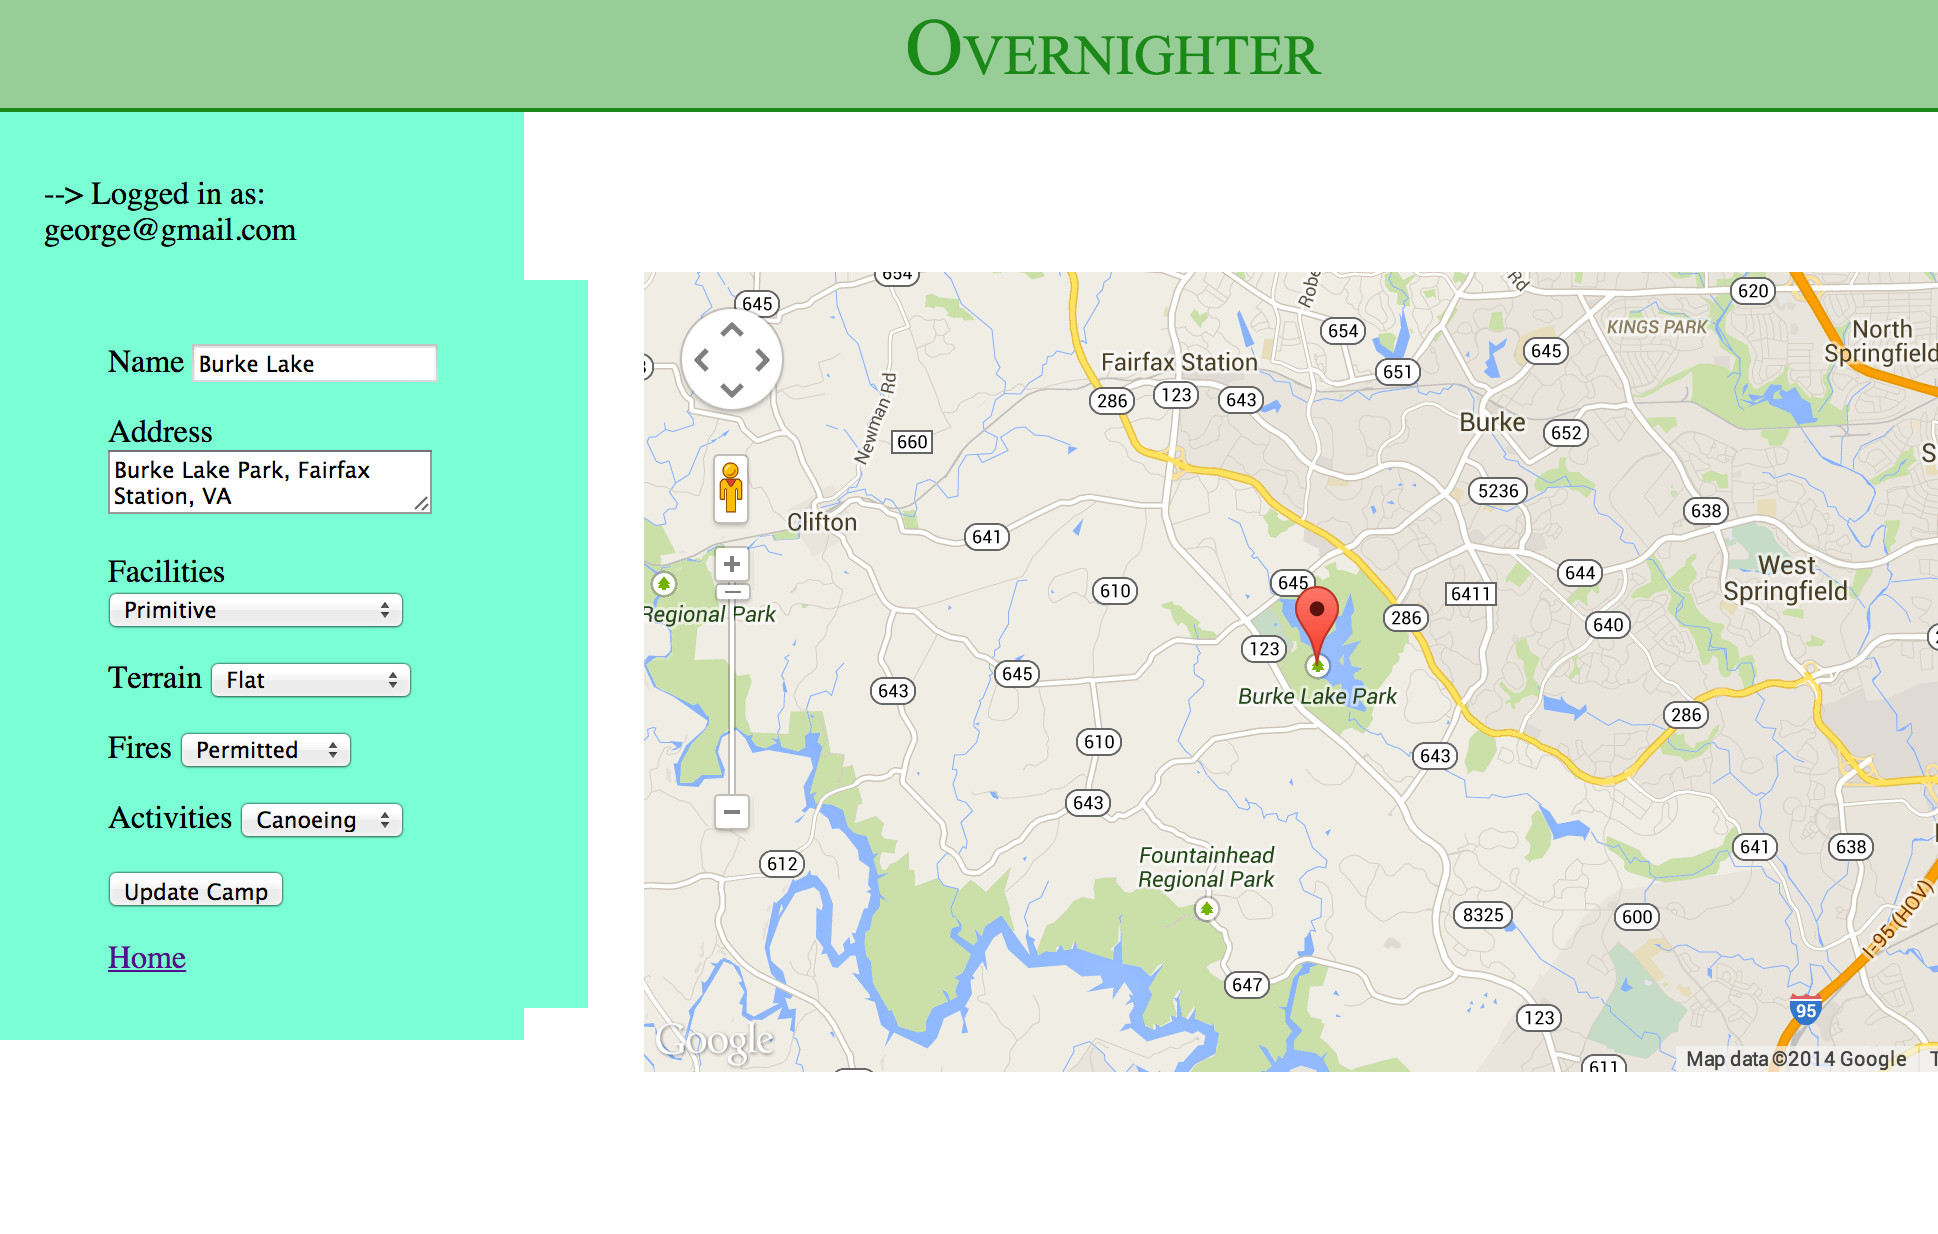 OVERNIGHTER
--> Logged in as:
george@gmail.com
Name Burke Lake
Address
Burke Lake Park, Fairfax
Station, VA
Facilities
Primitive
Terrain Flat
Fires Permitted
Activities Canoeing
Update Camp
Home
654
645
Rd
620
654
KINGS PARK
North
Springfield
645
Fairfax Station
651
286
123
643
Newman Rd
660
Burke
652
5236
638
Clifton
641
West
Springfield
644
645
610
6411
640
286
Regional Park
123
645
643
Burke Lake Park
286
610
643
643
612
Fountainhead
Regional Park
641
638
8325
600
I-95 (HOV)
647
95
123
611
Google
Map data ©2014 Google